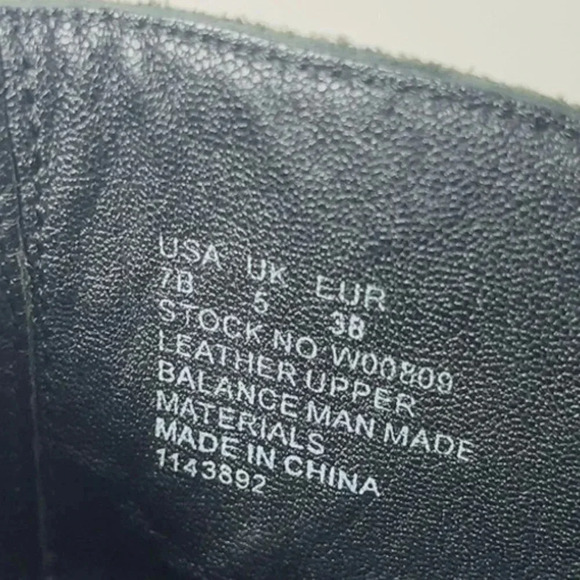 USA UK EUR
7B 5 38
STOCK NO W00809
LEATHER UPPER
BALANCE MAN MADE
MATERIALS
MADE IN CHINA
1143892